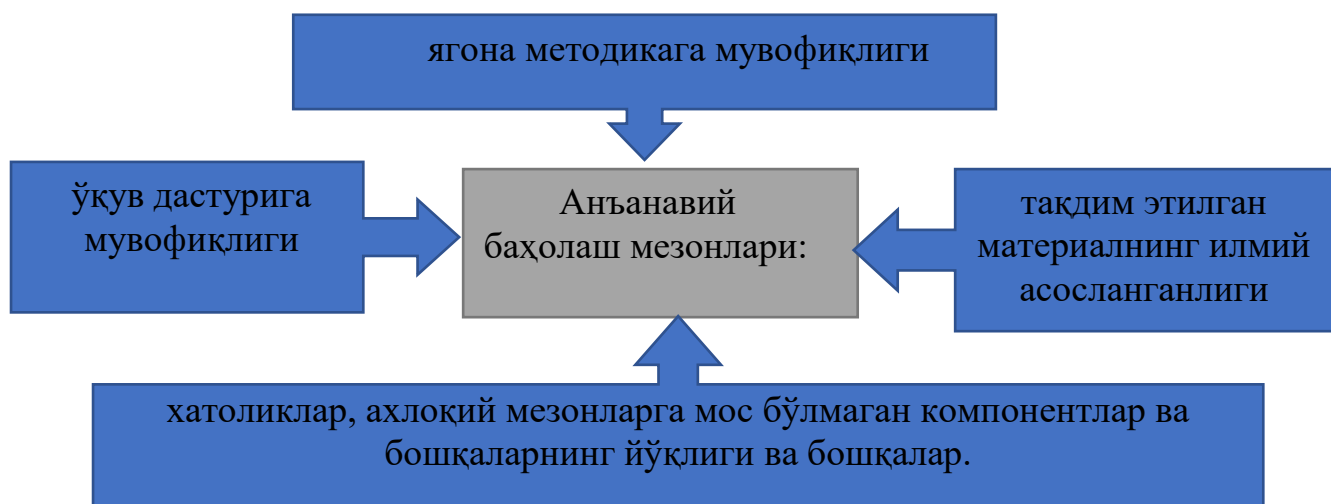 ягона методикага мувофиқлиги
ўқув дастурига
мувофиқлиги
Анъанавий
баҳолаш мезонлари:
тақдим этилган
материалнинг илмий
асосланганлиги
хатоликлар, ахлоқий мезонларга мос бўлмаган компонентлар ва
бошқаларнинг йўқлиги ва бошқалар.